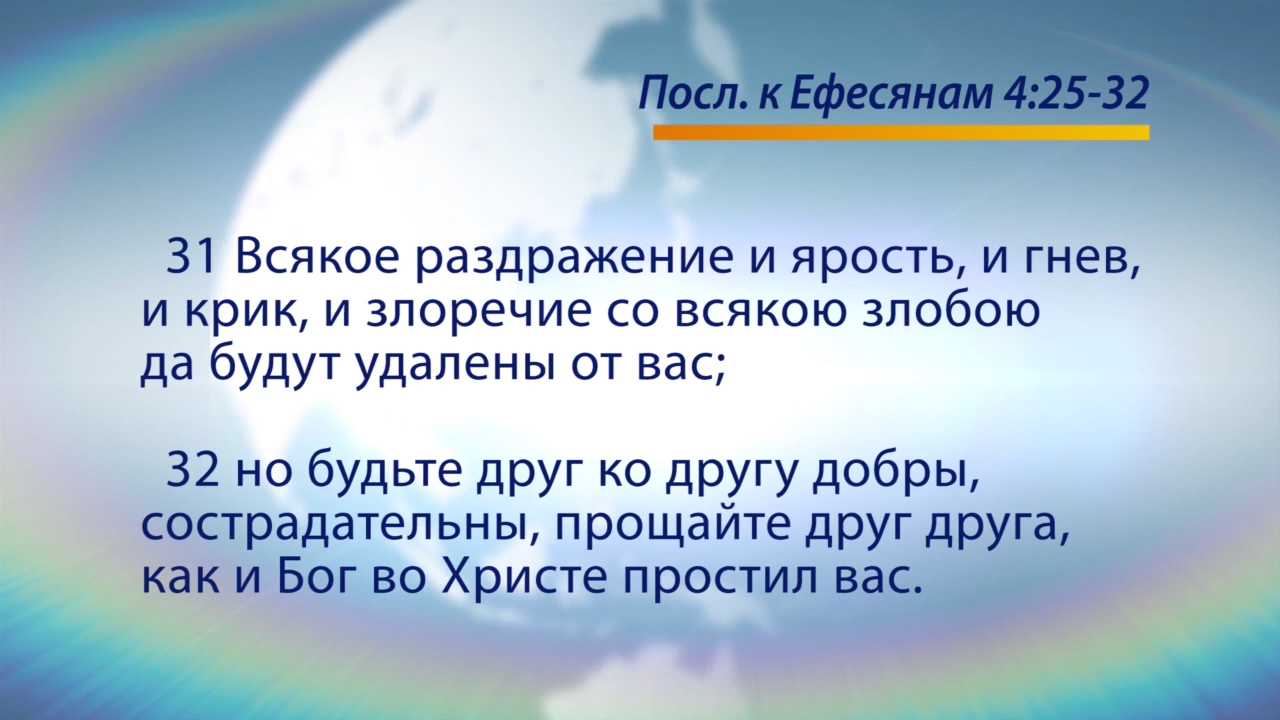 Посл. к Ефесянам 4:25-32
31 Всякое раздражение и ярость, и гнев,
и крик, и злоречие со всякою злобою
да будут удалены от вас;
32 но будьте друг ко другу добры,
сострадательны, прощайте друг друга,
как и Бог во Христе простил вас.